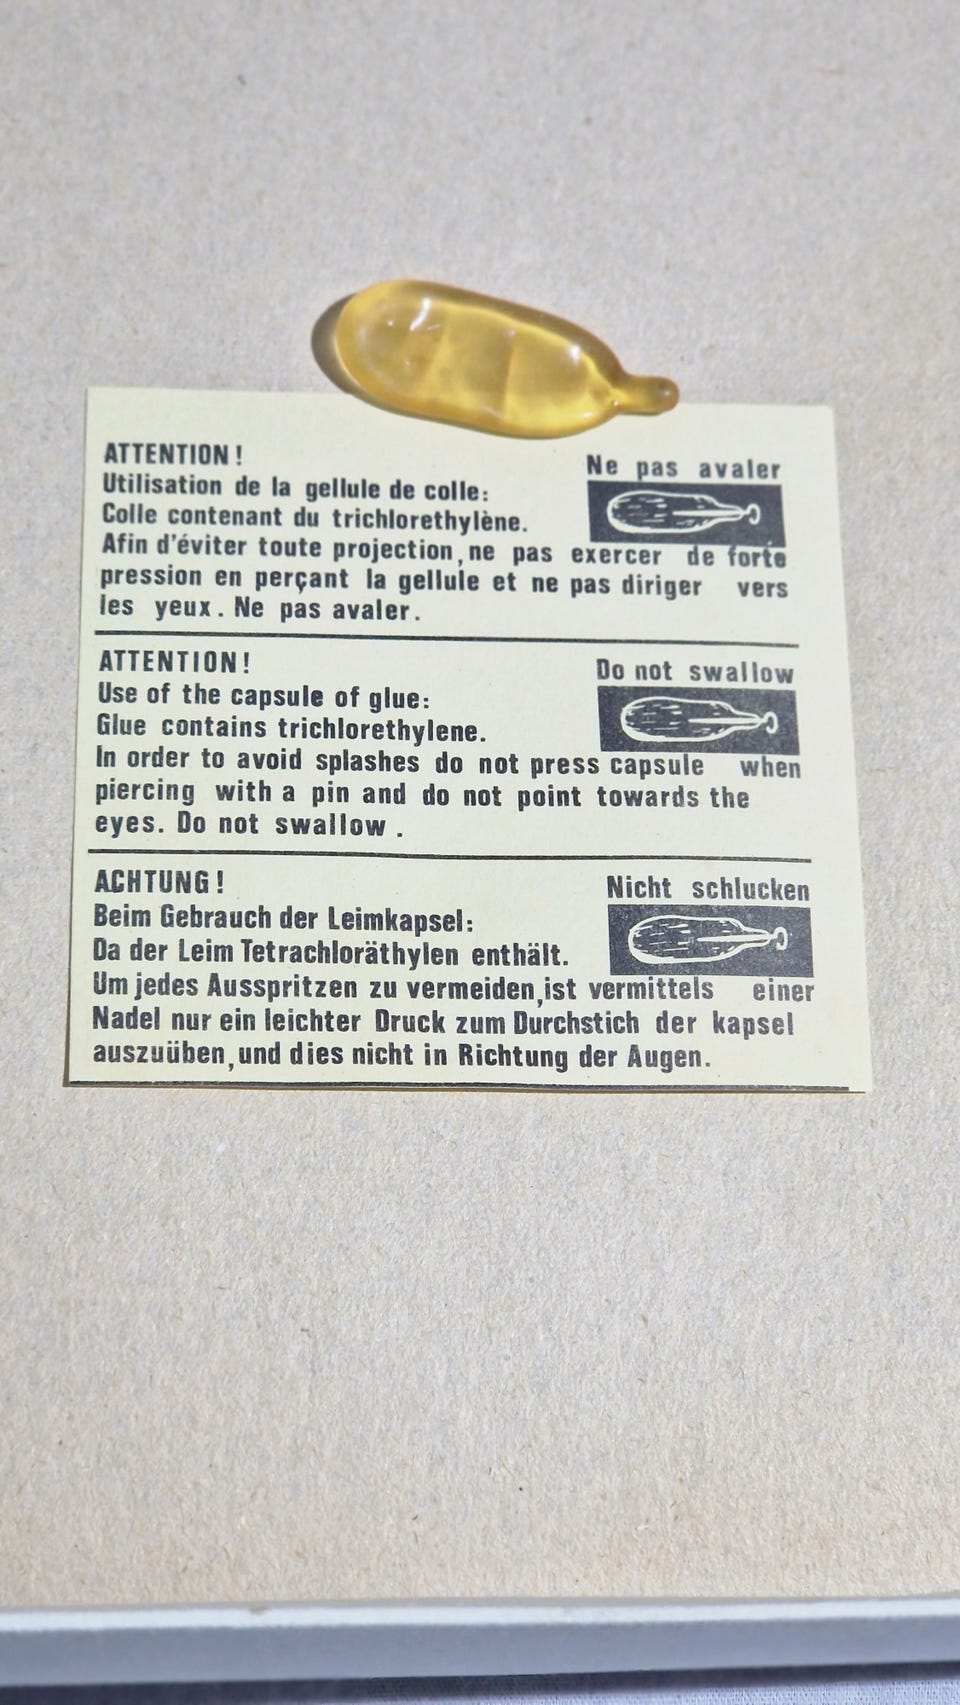 ATTENTION!
Ne pas avaler
Utilisation de la gellule de colle:
Colle contenant du trichlorethylène.
Afin d'éviter toute projection, ne pas exercer de forte
pression en perçant la gellule et ne pas diriger vers
les yeux. Ne pas avaler.
ATTENTION!
Do not swallow
Use of the capsule of glue:
Glue contains trichlorethylene.
In order to avoid splashes do not press capsule when
piercing with a pin and do not point towards the
eyes. Do not swallow.
ACHTUNG!
Nicht schlucken
Beim Gebrauch der Leimkapsel:
Da der Leim Tetrachloräthylen enthält.
Um jedes Ausspritzen zu vermeiden, ist vermittels einer
Nadel nur ein leichter Druck zum Durchstich der kapsel
auszuüben, und dies nicht in Richtung der Augen.